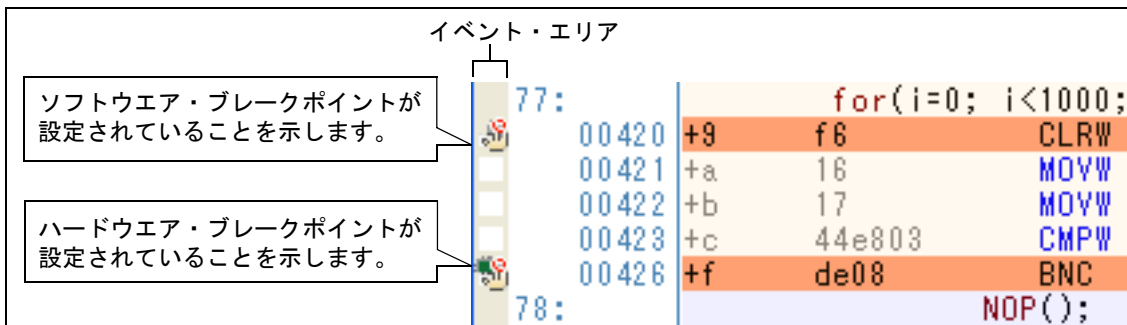 イベント・エリア
ソフトウエア・ブレークポイントが
設定されていることを示します。
ハードウエア・ブレークポイントが
設定されていることを示します。
77: for(i=0; i<1000;
00420 +9 f6 CLRW
00421 +a 16 MOVW
00422 +b 17 MOVW
00423 +c 44e803 CMPW
00426 +f de08 BNC
78: NOP();